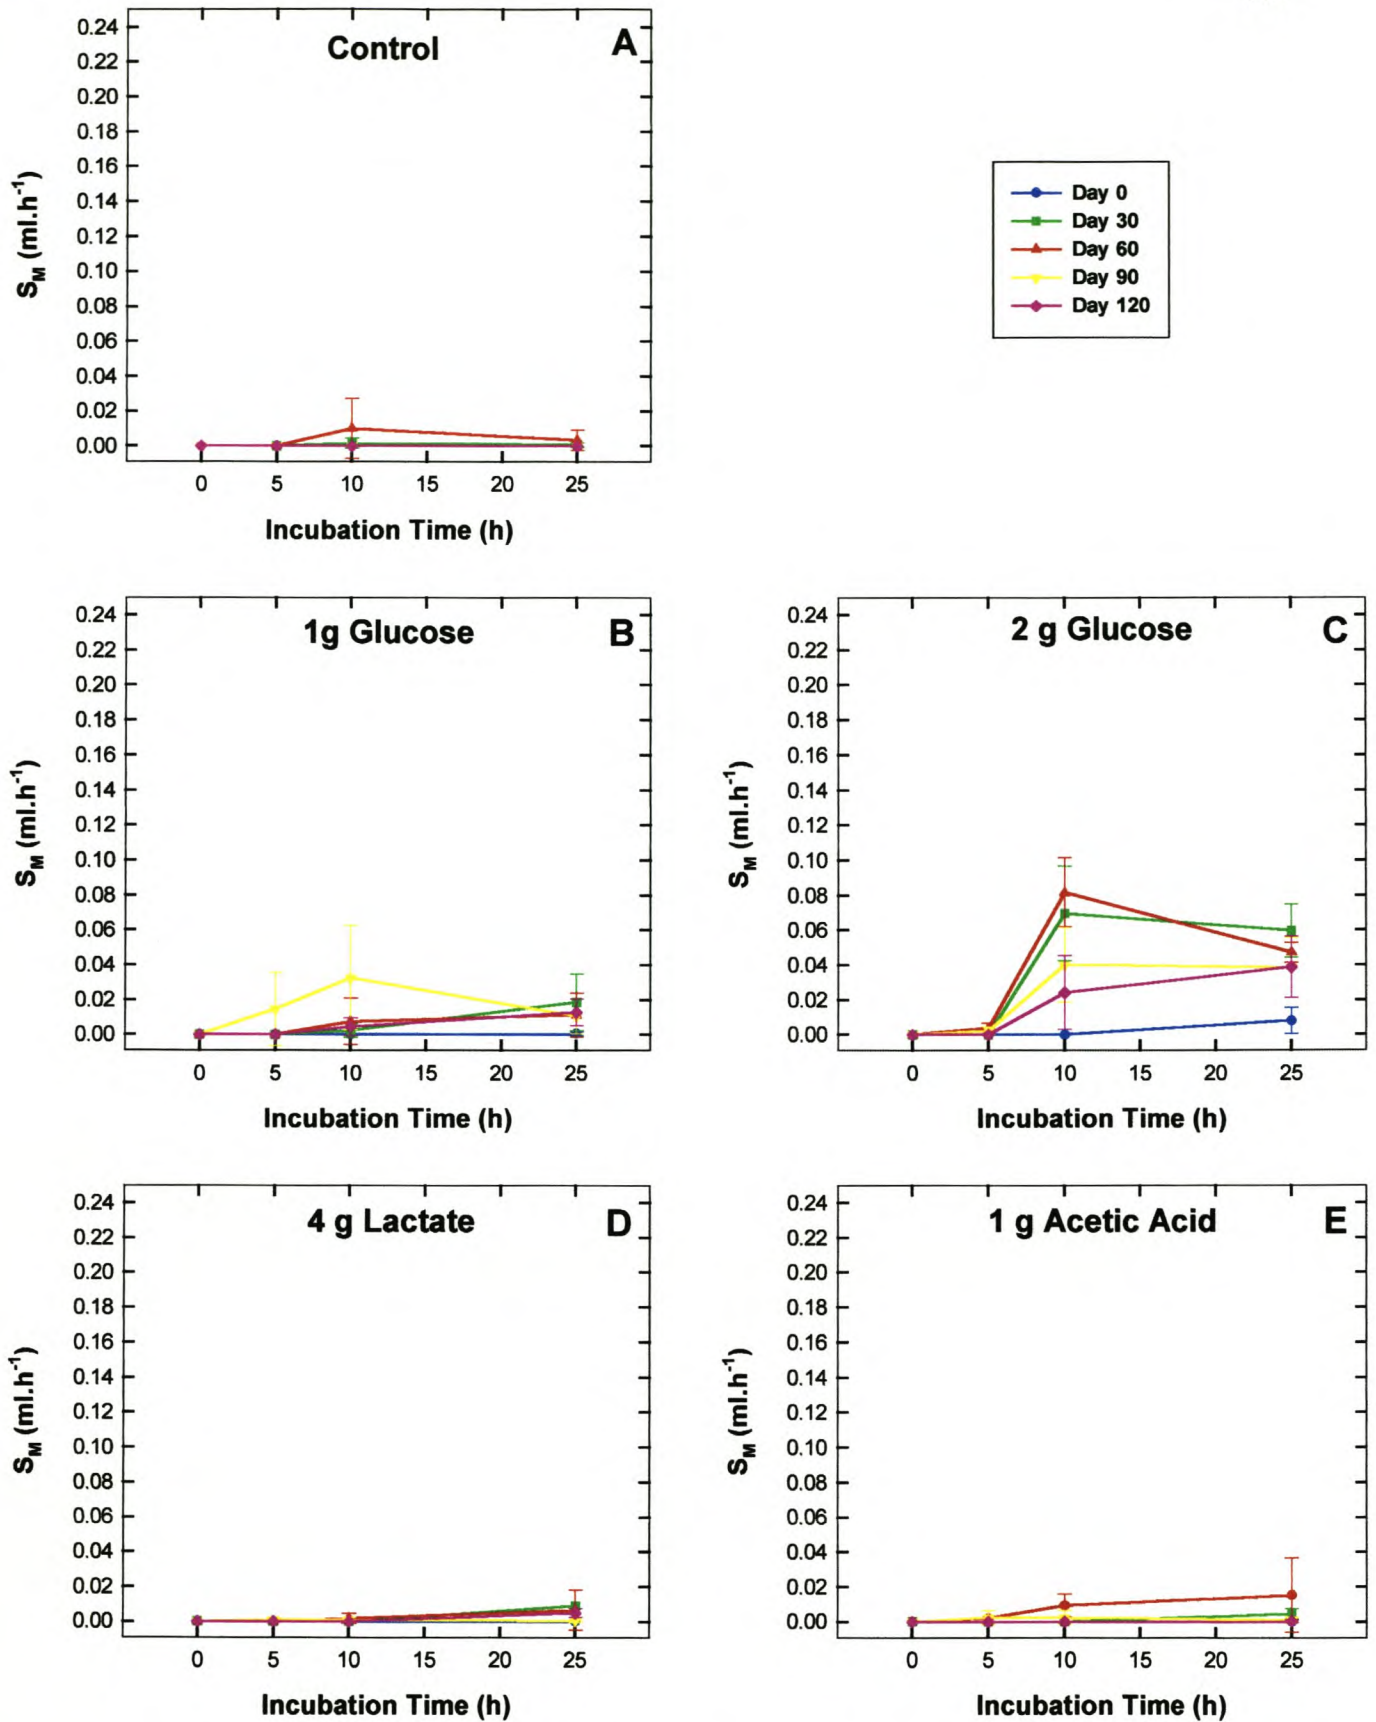 Control A
0.24
0.22
0.20
0.18
0.16
0.14
0.12
0.10
0.08
0.06
0.04
0.02
0.00
S_M (ml.h⁻¹)
0 5 10 15 20 25
Incubation Time (h)
Day 0
Day 30
Day 60
Day 90
Day 120
1g Glucose B
0.24
0.22
0.20
0.18
0.16
0.14
0.12
0.10
0.08
0.06
0.04
0.02
0.00
S_M (ml.h⁻¹)
0 5 10 15 20 25
Incubation Time (h)
2 g Glucose C
0.24
0.22
0.20
0.18
0.16
0.14
0.12
0.10
0.08
0.06
0.04
0.02
0.00
S_M (ml.h⁻¹)
0 5 10 15 20 25
Incubation Time (h)
4 g Lactate D
0.24
0.22
0.20
0.18
0.16
0.14
0.12
0.10
0.08
0.06
0.04
0.02
0.00
S_M (ml.h⁻¹)
0 5 10 15 20 25
Incubation Time (h)
1 g Acetic Acid E
0.24
0.22
0.20
0.18
0.16
0.14
0.12
0.10
0.08
0.06
0.04
0.02
0.00
S_M (ml.h⁻¹)
0 5 10 15 20 25
Incubation Time (h)